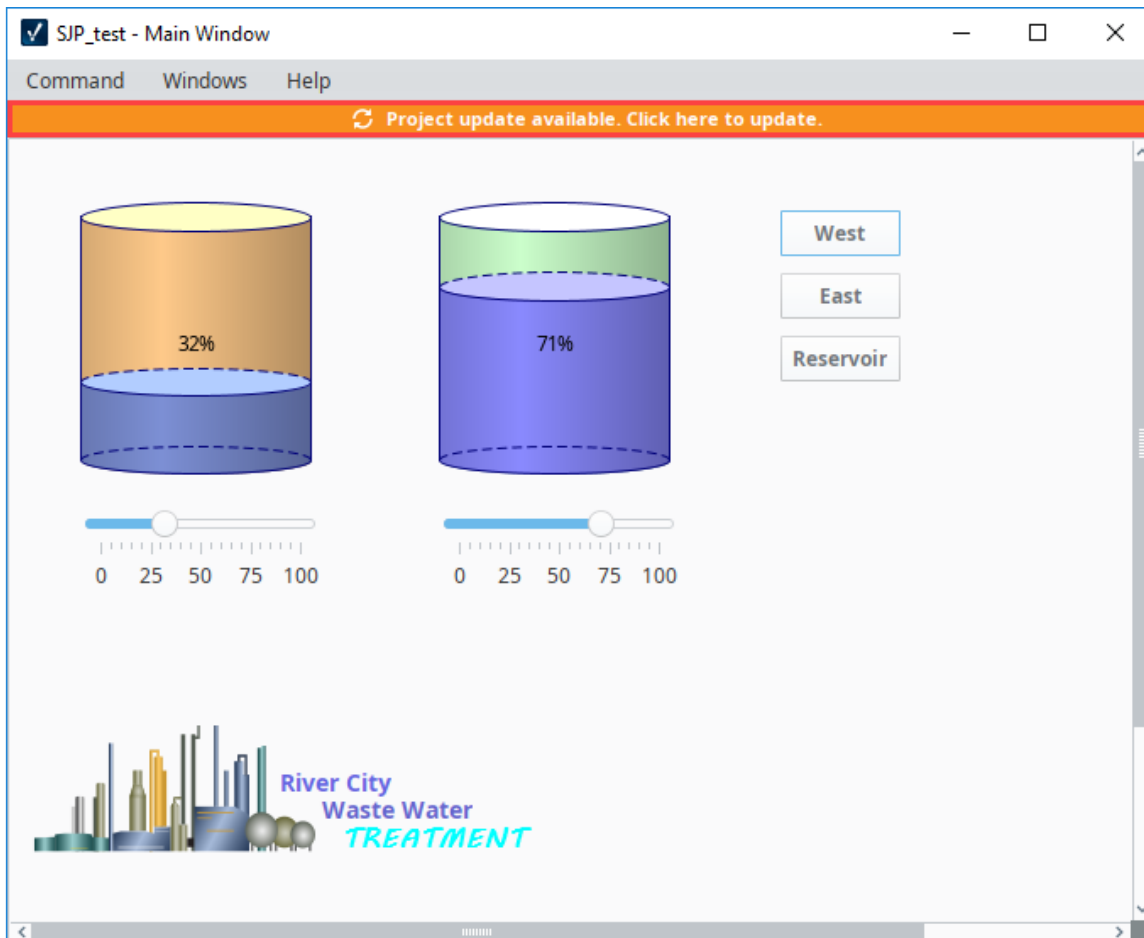 SJP_test - Main Window
Command Windows Help
Project update available. Click here to update.
32%
71%
West
East
Reservoir
0 25 50 75 100
0 25 50 75 100
River City
Waste Water
TREATMENT